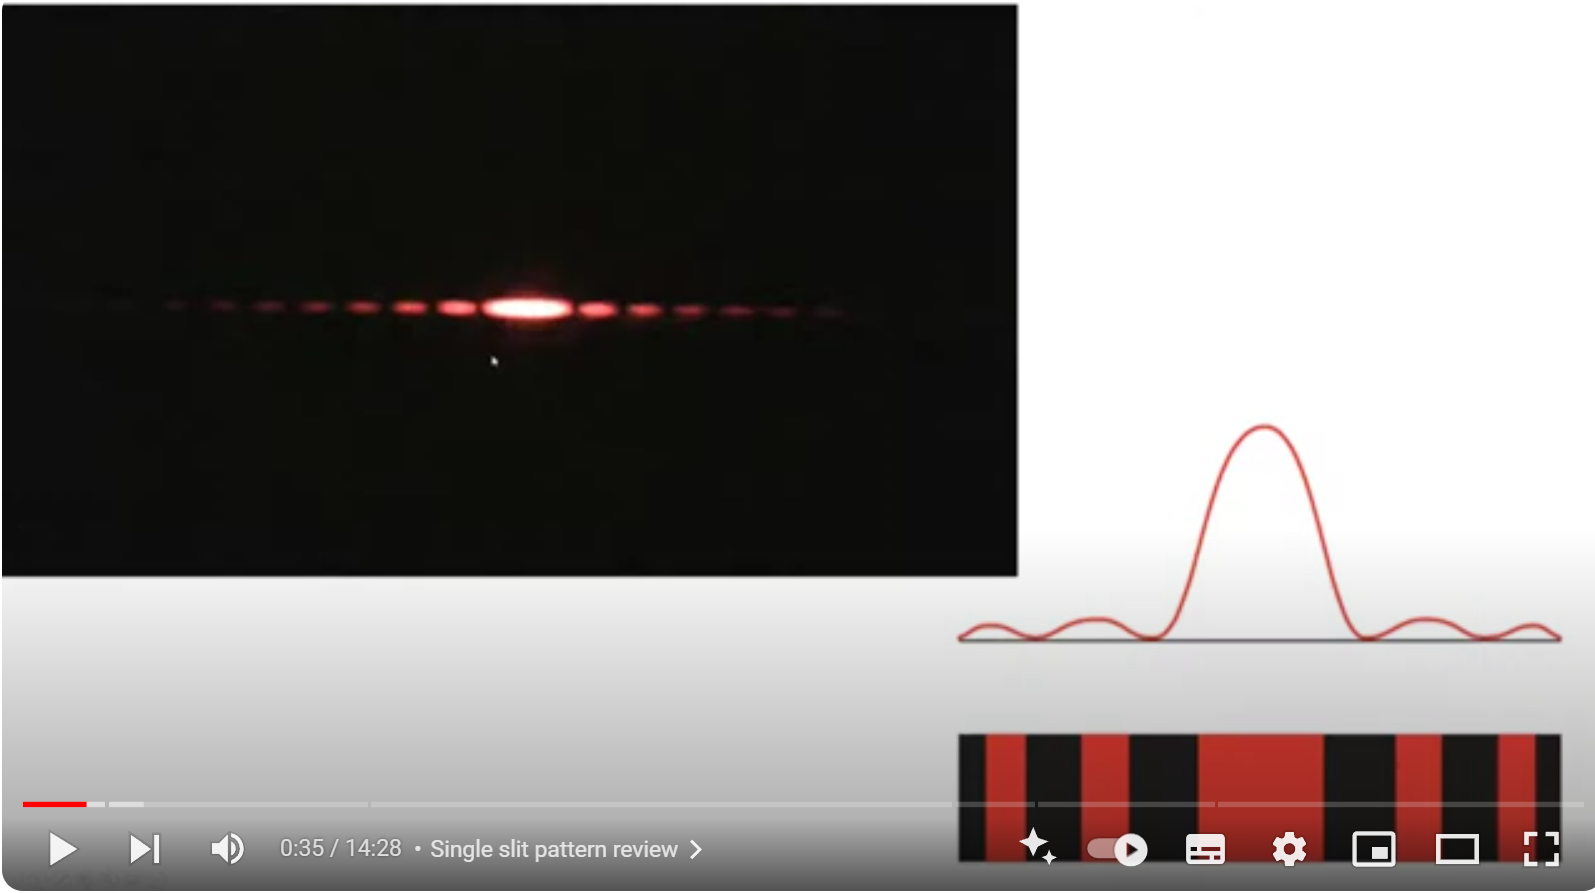 0:35 / 14:28 • Single slit pattern review